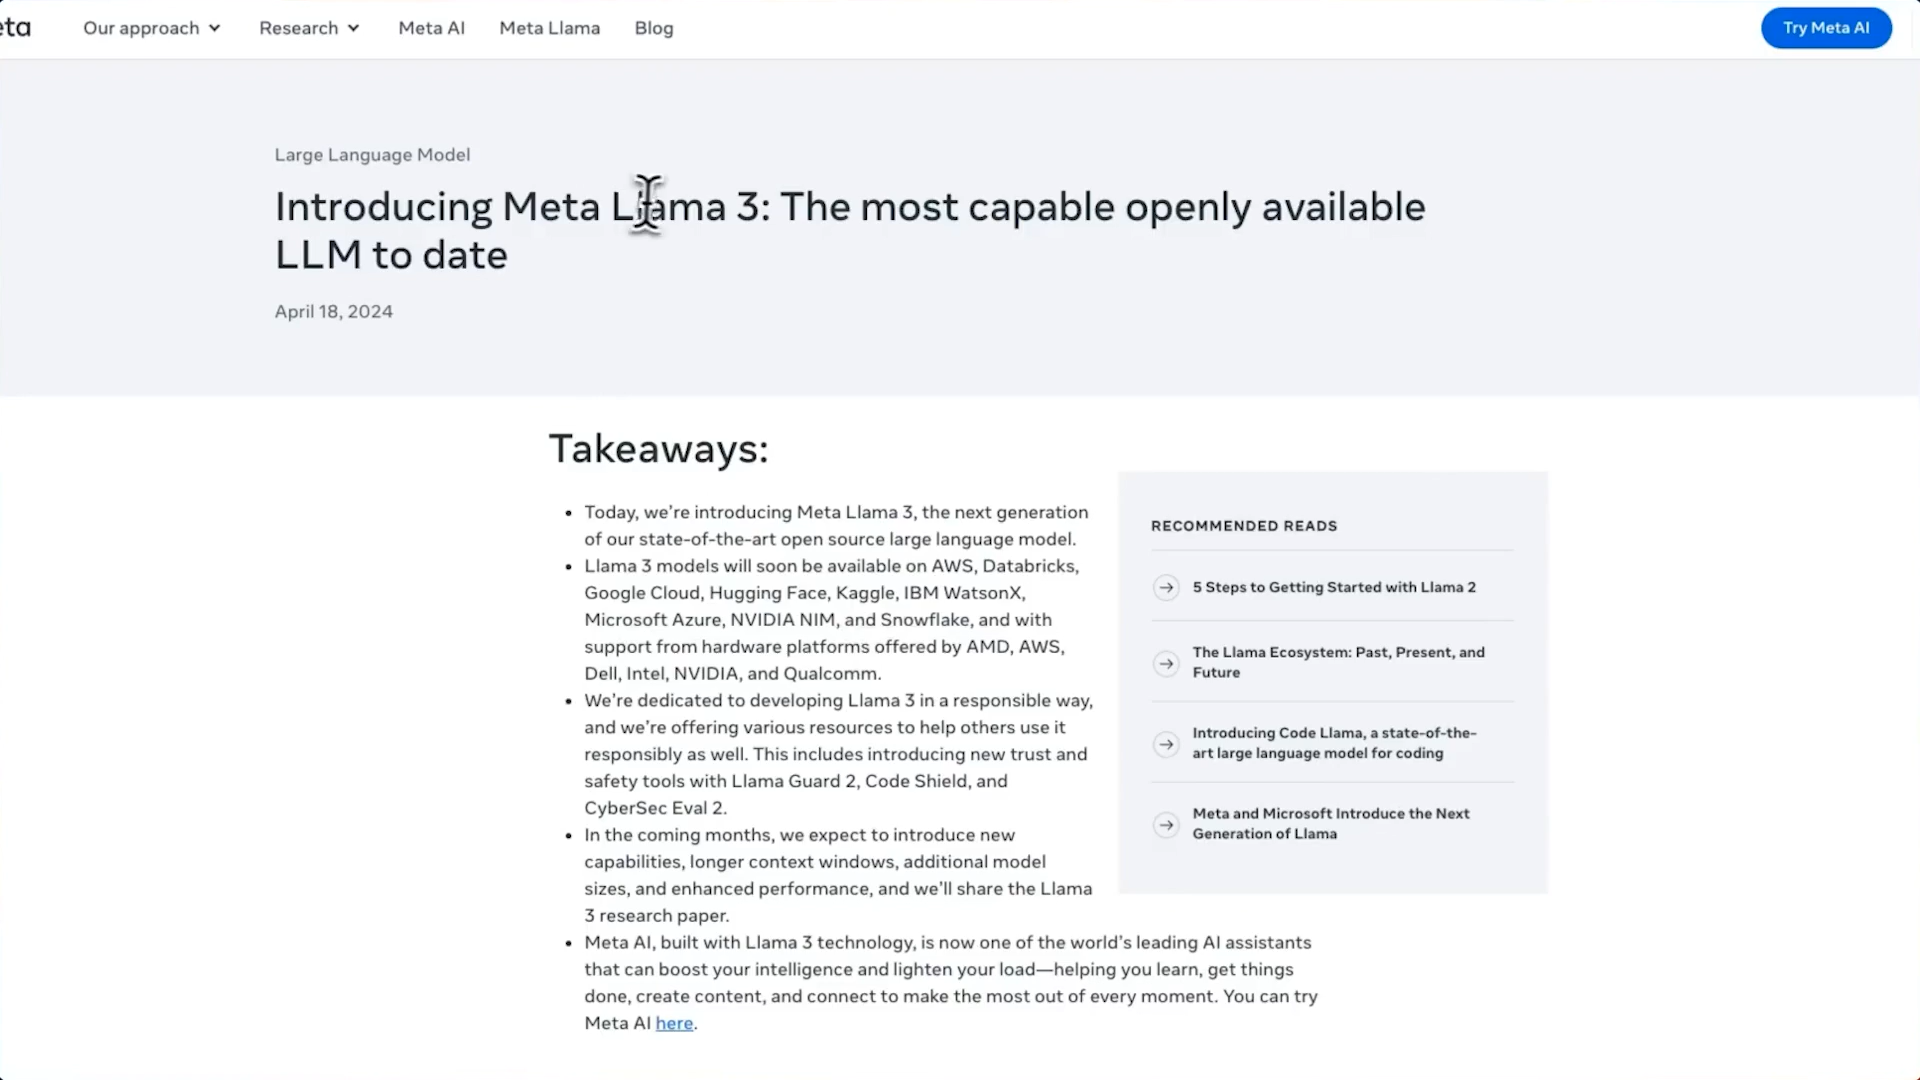 Our approach Research Meta AI Meta Llama Blog Try Meta AI
Large Language Model
Introducing Meta Llama 3: The most capable openly available
LLM to date
April 18, 2024
Takeaways:
Today, we're introducing Meta Llama 3, the next generation
of our state-of-the-art open source large language model.
Llama 3 models will soon be available on AWS, Databricks,
Google Cloud, Hugging Face, Kaggle, IBM WatsonX,
Microsoft Azure, NVIDIA NIM, and Snowflake, and with
support from hardware platforms offered by AMD, AWS,
Dell, Intel, NVIDIA, and Qualcomm.
We're dedicated to developing Llama 3 in a responsible way,
and we're offering various resources to help others use it
responsibly as well. This includes introducing new trust and
safety tools with Llama Guard 2, Code Shield, and
CyberSec Eval 2.
In the coming months, we expect to introduce new
capabilities, longer context windows, additional model
sizes, and enhanced performance, and we'll share the Llama
3 research paper.
Meta AI, built with Llama 3 technology, is now one of the world's leading AI assistants
that can boost your intelligence and lighten your load—helping you learn, get things
done, create content, and connect to make the most out of every moment. You can try
Meta AI here.
RECOMMENDED READS
5 Steps to Getting Started with Llama 2
The Llama Ecosystem: Past, Present, and
Future
Introducing Code Llama, a state-of-the-
art large language model for coding
Meta and Microsoft Introduce the Next
Generation of Llama